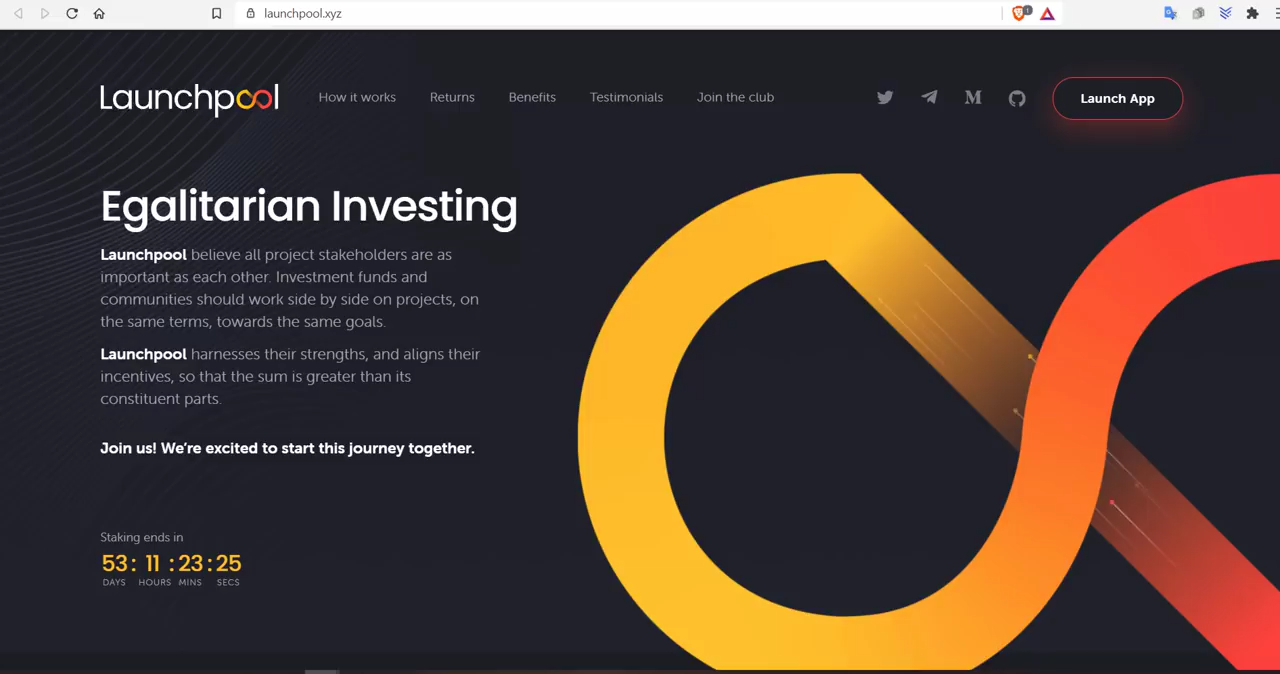 launchpool.xyz
1
Launchpool
How it works
Returns
Benefits
Testimonials
Join the club
M
Launch App
Egalitarian Investing
Launchpool believe all project stakeholders are as
important as each other. Investment funds and
communities should work side by side on projects, on
the same terms, towards the same goals.
Launchpool harnesses their strengths, and aligns their
incentives, so that the sum is greater than its
constituent parts.
Join us! We’re excited to start this journey together.
Staking ends in
53 : 11 : 23 : 25
DAYS HOURS MINS SECS